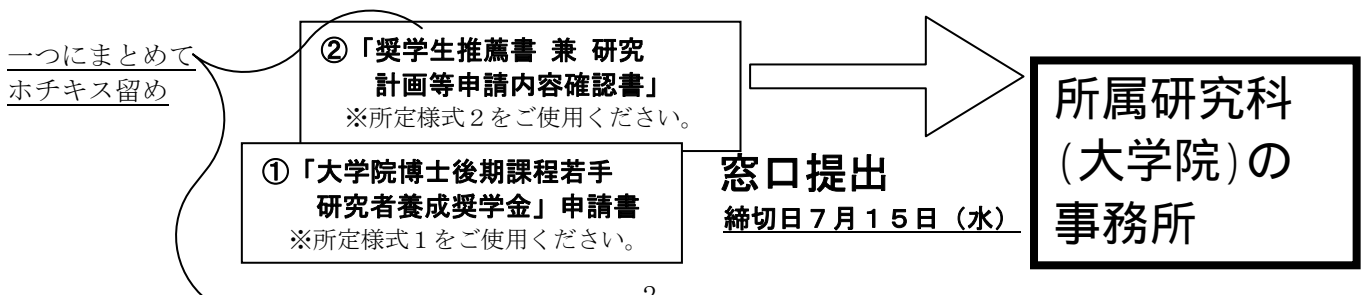 一つにまとめて
ホチキス留め
②「奨学生推薦書 兼 研究
計画等申請内容確認書」
※所定様式２をご使用ください。
①「大学院博士後期課程若手
研究者養成奨学金」申請書
※所定様式１をご使用ください。
窓口提出
締切日７月１５日（水）
所属研究科
(大学院)の
事務所